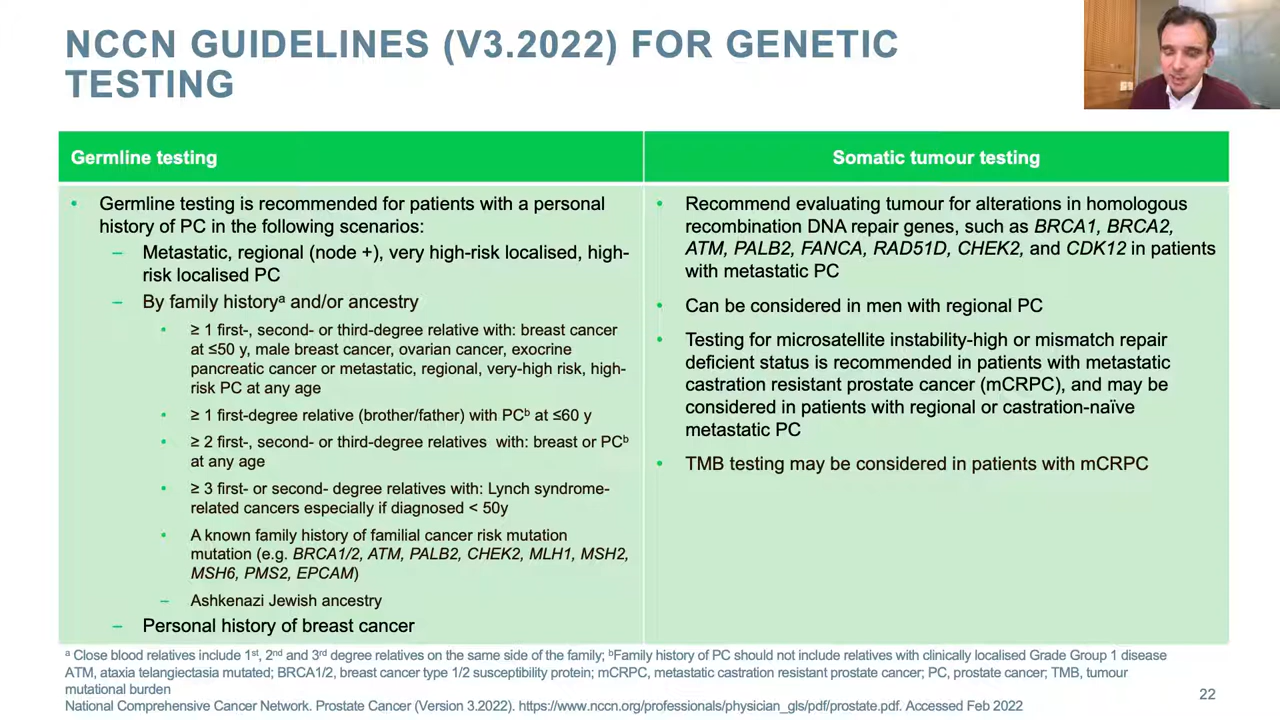 NCCN GUIDELINES (V3.2022) FOR GENETIC
TESTING
Germline testing
• Germline testing is recommended for patients with a personal
history of PC in the following scenarios:
– Metastatic, regional (node +), very high-risk localised, high-
risk localised PC
– By family historyᵃ and/or ancestry
• ≥ 1 first-, second- or third-degree relative with: breast cancer
at ≤50 y, male breast cancer, ovarian cancer, exocrine
pancreatic cancer or metastatic, regional, very-high risk, high-
risk PC at any age
• ≥ 1 first-degree relative (brother/father) with PCᵇ at ≤60 y
• ≥ 2 first-, second- or third-degree relatives with: breast or PCᵇ
at any age
• ≥ 3 first- or second- degree relatives with: Lynch syndrome-
related cancers especially if diagnosed < 50y
• A known family history of familial cancer risk mutation
mutation (e.g. BRCA1/2, ATM, PALB2, CHEK2, MLH1, MSH2,
MSH6, PMS2, EPCAM)
– Ashkenazi Jewish ancestry
– Personal history of breast cancer
Somatic tumour testing
• Recommend evaluating tumour for alterations in homologous
recombination DNA repair genes, such as BRCA1, BRCA2,
ATM, PALB2, FANCA, RAD51D, CHEK2, and CDK12 in patients
with metastatic PC
• Can be considered in men with regional PC
• Testing for microsatellite instability-high or mismatch repair
deficient status is recommended in patients with metastatic
castration resistant prostate cancer (mCRPC), and may be
considered in patients with regional or castration-naïve
metastatic PC
• TMB testing may be considered in patients with mCRPC
ᵃ Close blood relatives include 1st, 2nd and 3rd degree relatives on the same side of the family; ᵇFamily history of PC should not include relatives with clinically localised Grade Group 1 disease
ATM, ataxia telangiectasia mutated; BRCA1/2, breast cancer type 1/2 susceptibility protein; mCRPC, metastatic castration resistant prostate cancer; PC, prostate cancer; TMB, tumour
mutational burden
National Comprehensive Cancer Network. Prostate Cancer (Version 3.2022). https://www.nccn.org/professionals/physician_gls/pdf/prostate.pdf. Accessed Feb 2022
22